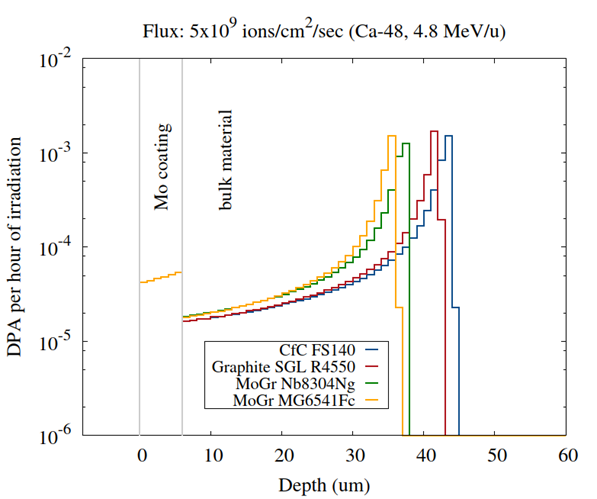 Flux: 5x10^9 ions/cm^2/sec (Ca-48, 4.8 MeV/u)
10^-2
10^-3
10^-4
10^-5
10^-6
DPA per hour of irradiation
Mo coating
bulk material
CfC FS140
Graphite SGL R4550
MoGr Nb8304Ng
MoGr MG6541Fc
0 10 20 30 40 50 60
Depth (um)